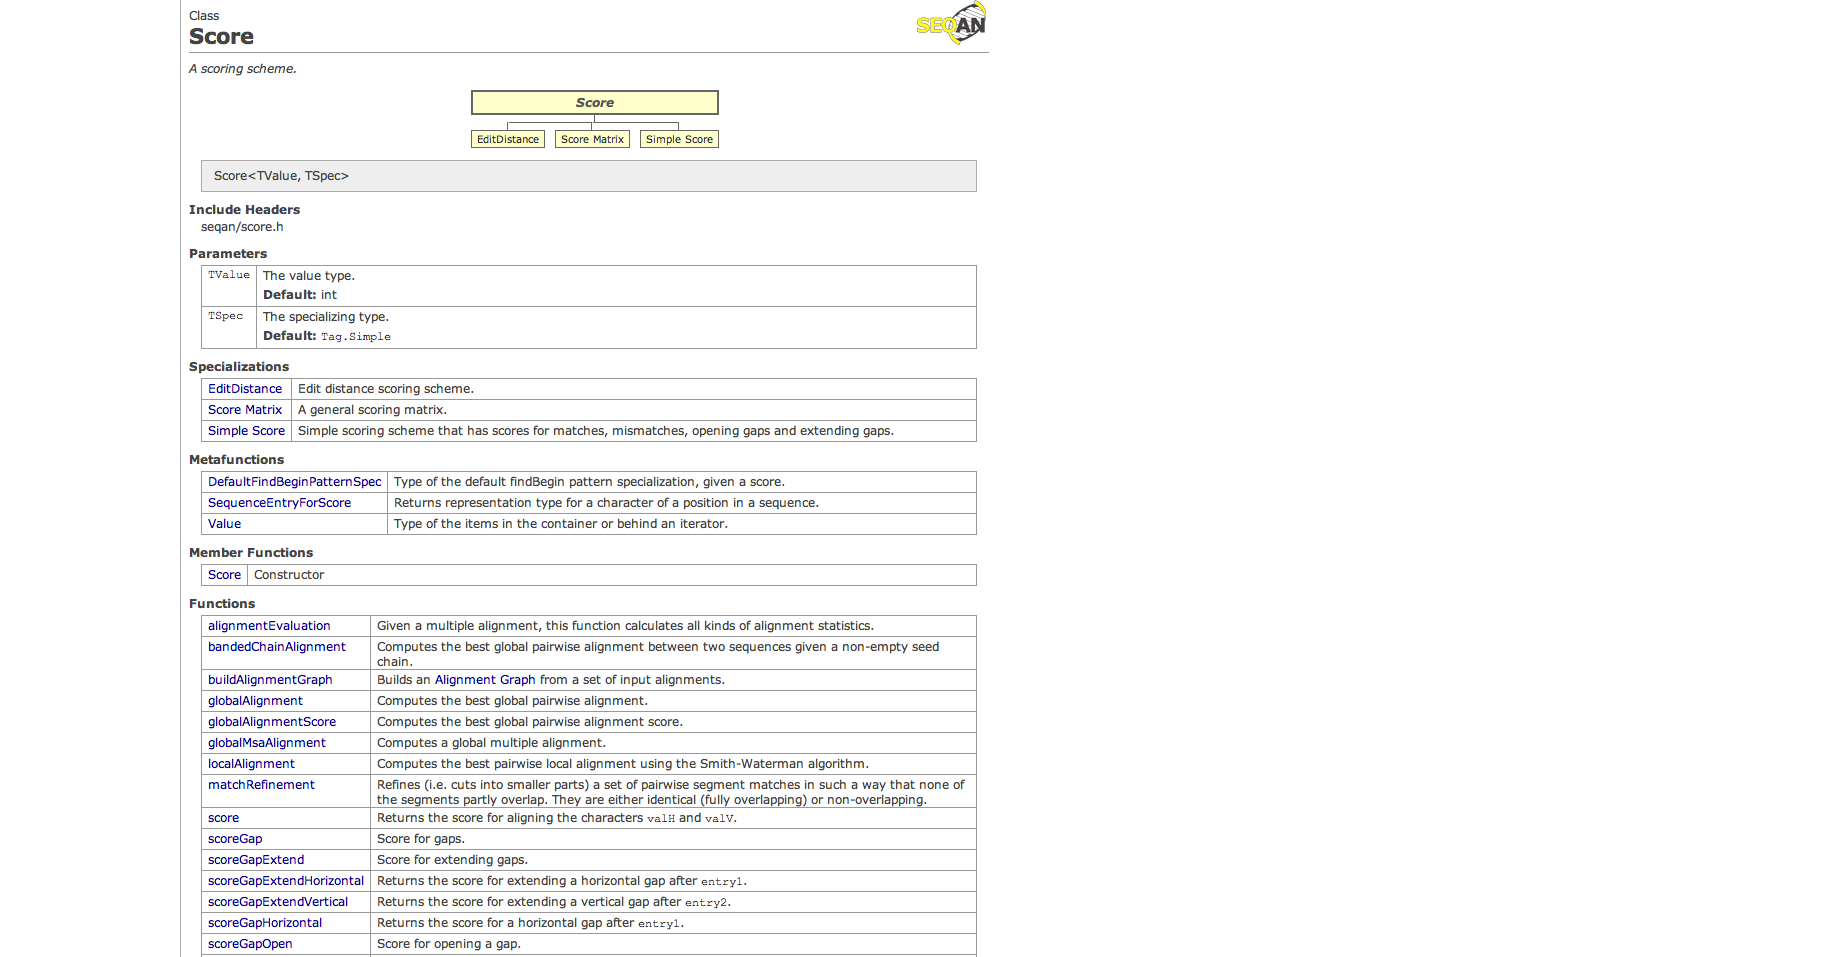 Class
Score
SEQAN
A scoring scheme.
Score
EditDistance Score Matrix Simple Score
Score<TValue, TSpec>
Include Headers
seqan/score.h
Parameters
TValue The value type.
Default: int
TSpec The specializing type.
Default: Tag.Simple
Specializations
EditDistance Edit distance scoring scheme.
Score Matrix A general scoring matrix.
Simple Score Simple scoring scheme that has scores for matches, mismatches, opening gaps and extending gaps.
Metafunctions
DefaultFindBeginPatternSpec Type of the default findBegin pattern specialization, given a score.
SequenceEntryForScore Returns representation type for a character of a position in a sequence.
Value Type of the items in the container or behind an iterator.
Member Functions
Score Constructor
Functions
alignmentEvaluation Given a multiple alignment, this function calculates all kinds of alignment statistics.
bandedChainAlignment Computes the best global pairwise alignment between two sequences given a non-empty seed
chain.
buildAlignmentGraph Builds an Alignment Graph from a set of input alignments.
globalAlignment Computes the best global pairwise alignment.
globalAlignmentScore Computes the best global pairwise alignment score.
globalMsaAlignment Computes a global multiple alignment.
localAlignment Computes the best pairwise local alignment using the Smith-Waterman algorithm.
matchRefinement Refines (i.e. cuts into smaller parts) a set of pairwise segment matches in such a way that none of
the segments partly overlap. They are either identical (fully overlapping) or non-overlapping.
score Returns the score for aligning the characters valH and valV.
scoreGap Score for gaps.
scoreGapExtend Score for extending gaps.
scoreGapExtendHorizontal Returns the score for extending a horizontal gap after entry1.
scoreGapExtendVertical Returns the score for extending a vertical gap after entry2.
scoreGapHorizontal Returns the score for a horizontal gap after entry1.
scoreGapOpen Score for opening a gap.